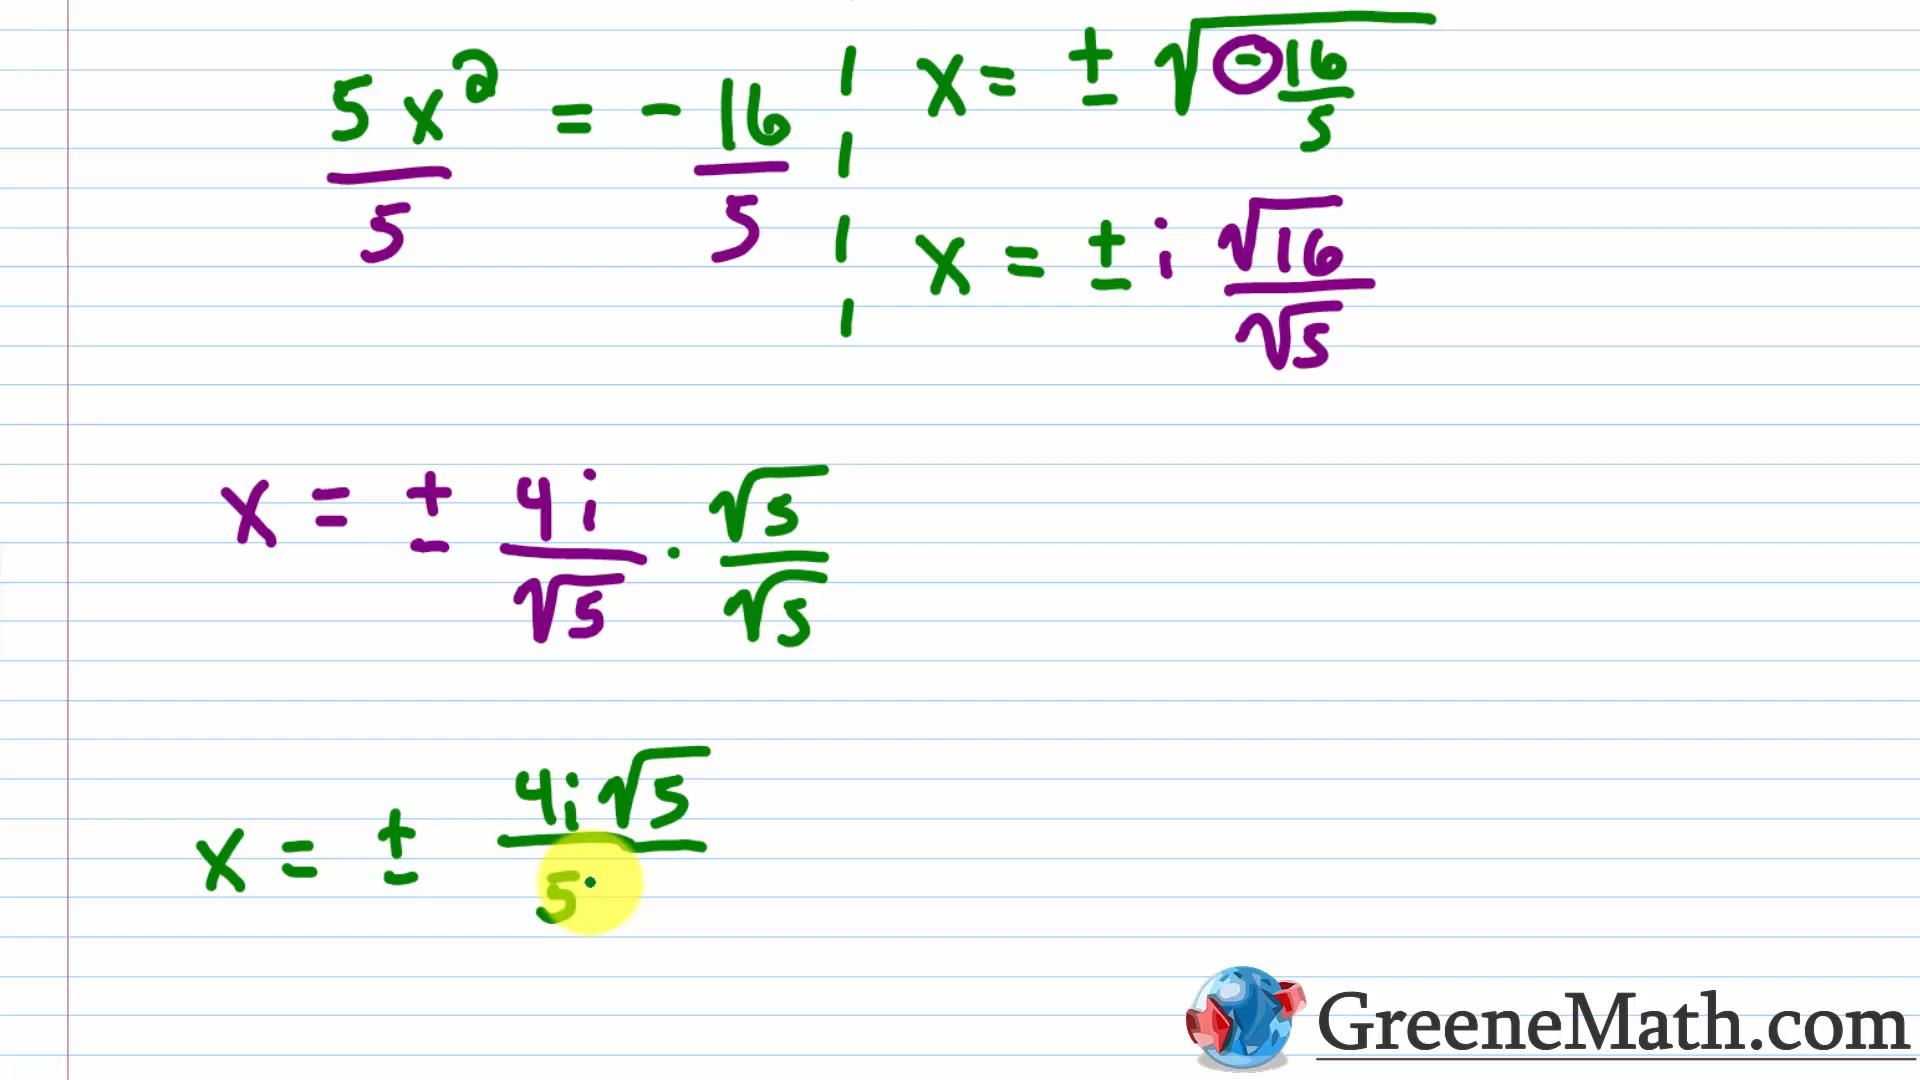 5x² = -16
5 5
x = ± √-16/5
x = ± i √16/√5
x = ± 4i/√5 · √5/√5
x = ± 4i√5/5
GreeneMath.com